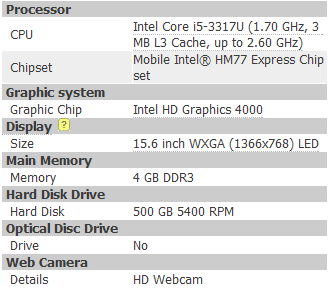 Processor
CPU Intel Core i5-3317U (1.70 GHz, 3
MB L3 Cache, up to 2.60 GHz)
Chipset Mobile Intel® HM77 Express Chip
set
Graphic system
Graphic Chip Intel HD Graphics 4000
Display ?
Size 15.6 inch WXGA (1366x768) LED
Main Memory
Memory 4 GB DDR3
Hard Disk Drive
Hard Disk 500 GB 5400 RPM
Optical Disc Drive
Drive No
Web Camera
Details HD Webcam